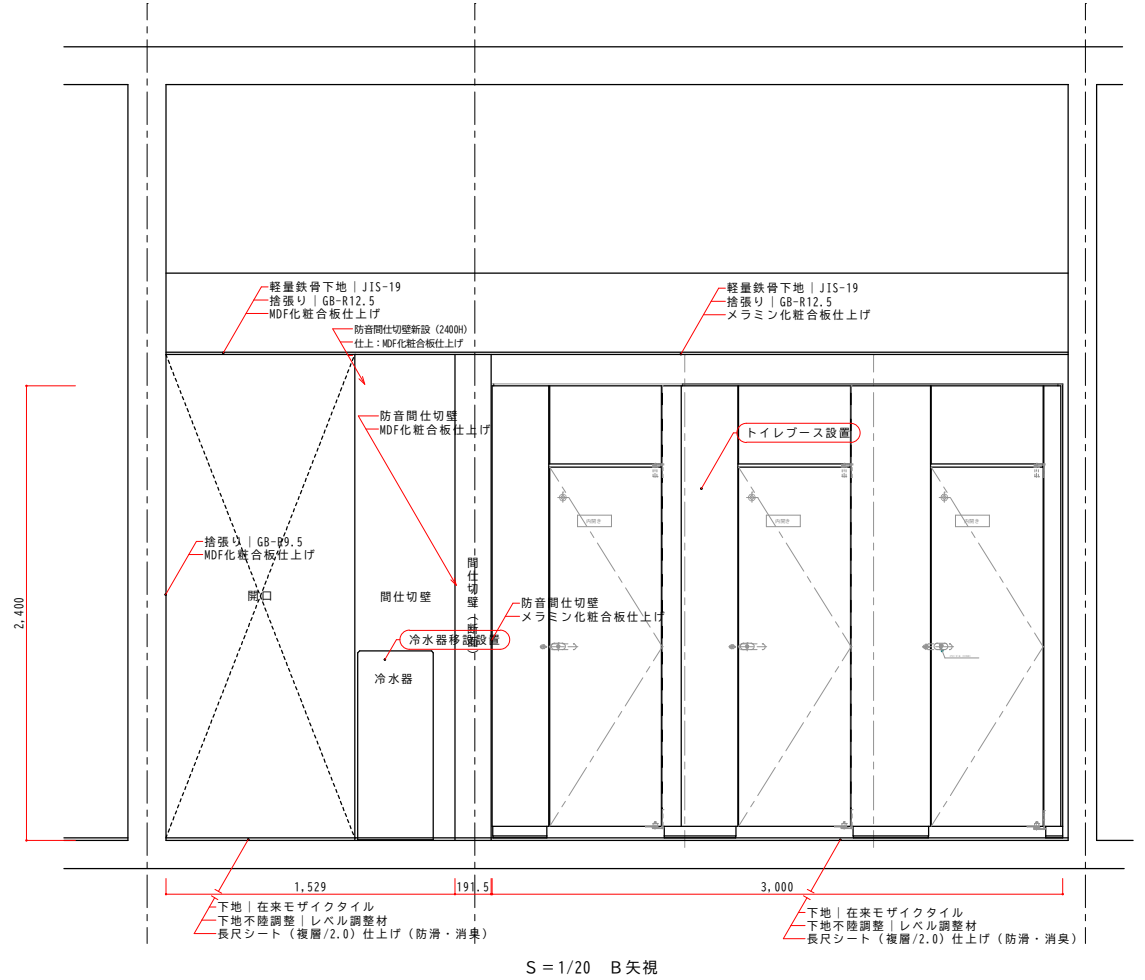 軽量鉄骨下地｜JIS-19
捨張り｜GB-R12.5
MDF化粧合板仕上げ
防音間仕切壁新設（2400H）
仕上：MDF化粧合板仕上げ
軽量鉄骨下地｜JIS-19
捨張り｜GB-R12.5
メラミン化粧合板仕上げ
防音間仕切壁
MDF化粧合板仕上げ
トイレブース設置
内開き
内開き
内開き
捨張り｜GB-R9.5
MDF化粧合板仕上げ
開口
間仕切壁
間仕切壁（断面）
防音間仕切壁
メラミン化粧合板仕上げ
冷水器移設設置
冷水器
2,400
1,529
191.5
3,000
下地｜在来モザイクタイル
下地不陸調整｜レベル調整材
長尺シート（複層/2.0）仕上げ（防滑・消臭）
下地｜在来モザイクタイル
下地不陸調整｜レベル調整材
長尺シート（複層/2.0）仕上げ（防滑・消臭）
S＝1/20　B矢視